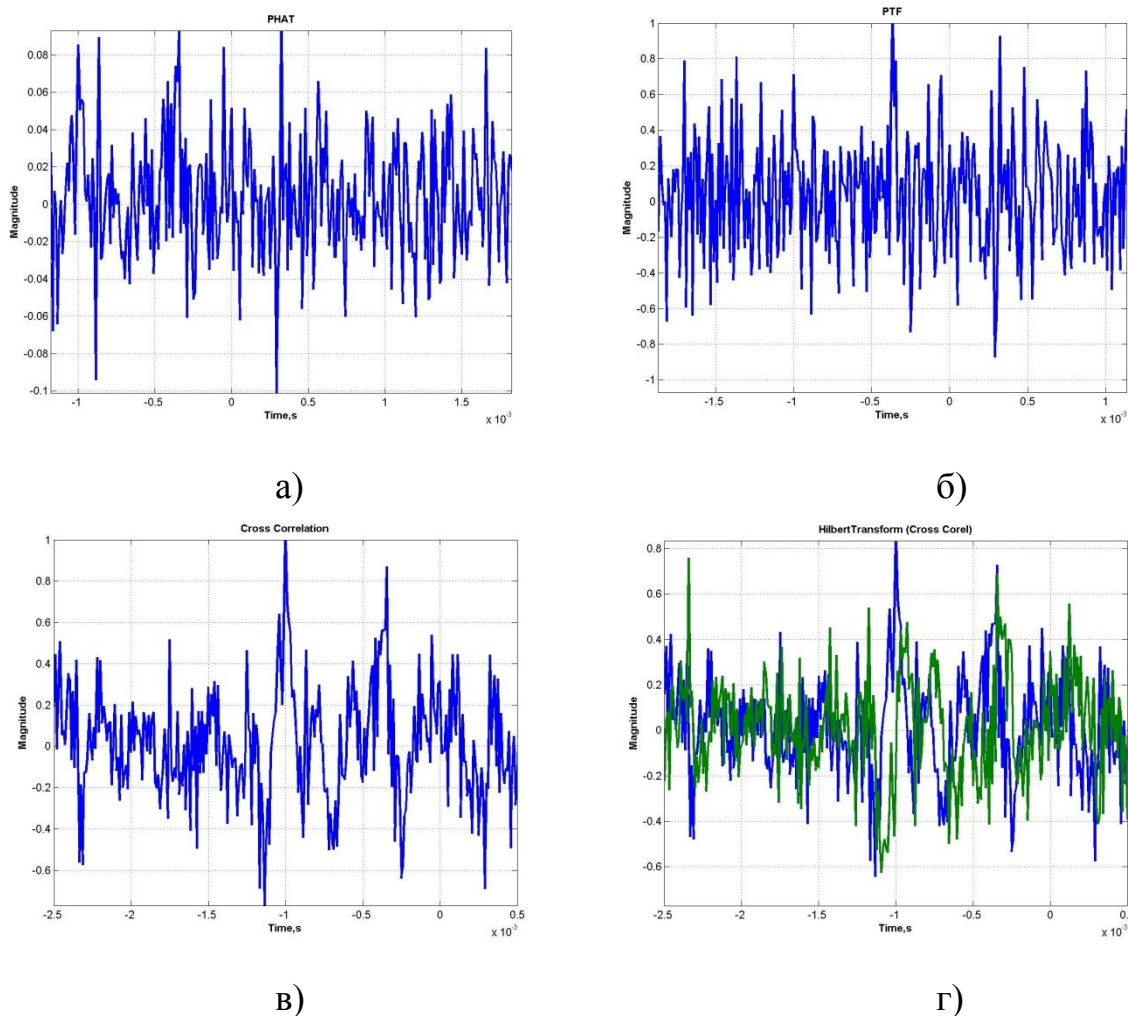 PHAT
0.08
0.06
0.04
0.02
0
-0.02
-0.04
-0.06
-0.08
-0.1
Magnitude
-1 -0.5 0 0.5 1 1.5
Time,s
x 10⁻³
а)
PTF
1
0.8
0.6
0.4
0.2
0
-0.2
-0.4
-0.6
-0.8
-1
Magnitude
-1.5 -1 -0.5 0 0.5 1
Time,s
x 10⁻³
б)
Cross Correlation
1
0.8
0.6
0.4
0.2
0
-0.2
-0.4
-0.6
Magnitude
-2.5 -2 -1.5 -1 -0.5 0 0.5
Time,s
x 10⁻³
в)
HilbertTransform (Cross Corel)
0.8
0.6
0.4
0.2
0
-0.2
-0.4
-0.6
Magnitude
-2.5 -2 -1.5 -1 -0.5 0 0.5
Time,s
x 10⁻³
г)